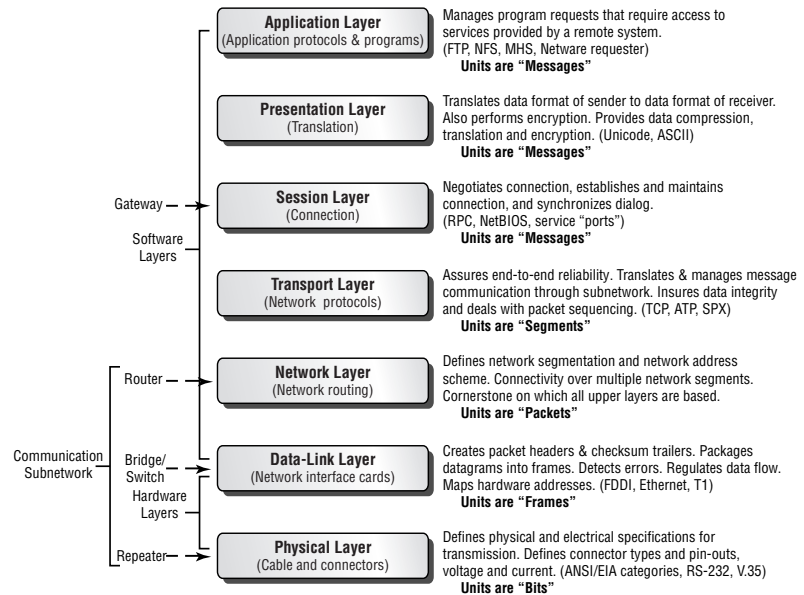 Application Layer
(Application protocols & programs)
Manages program requests that require access to
services provided by a remote system.
(FTP, NFS, MHS, Netware requester)
Units are “Messages”
Presentation Layer
(Translation)
Translates data format of sender to data format of receiver.
Also performs encryption. Provides data compression,
translation and encryption. (Unicode, ASCII)
Units are “Messages”
Gateway
Session Layer
(Connection)
Negotiates connection, establishes and maintains
connection, and synchronizes dialog.
(RPC, NetBIOS, service “ports”)
Units are “Messages”
Software
Layers
Transport Layer
(Network protocols)
Assures end-to-end reliability. Translates & manages message
communication through subnetwork. Insures data integrity
and deals with packet sequencing. (TCP, ATP, SPX)
Units are “Segments”
Router
Network Layer
(Network routing)
Defines network segmentation and network address
scheme. Connectivity over multiple network segments.
Cornerstone on which all upper layers are based.
Units are “Packets”
Communication
Subnetwork
Bridge/
Switch
Data-Link Layer
(Network interface cards)
Creates packet headers & checksum trailers. Packages
datagrams into frames. Detects errors. Regulates data flow.
Maps hardware addresses. (FDDI, Ethernet, T1)
Units are “Frames”
Hardware
Layers
Repeater
Physical Layer
(Cable and connectors)
Defines physical and electrical specifications for
transmission. Defines connector types and pin-outs,
voltage and current. (ANSI/EIA categories, RS-232, V.35)
Units are “Bits”